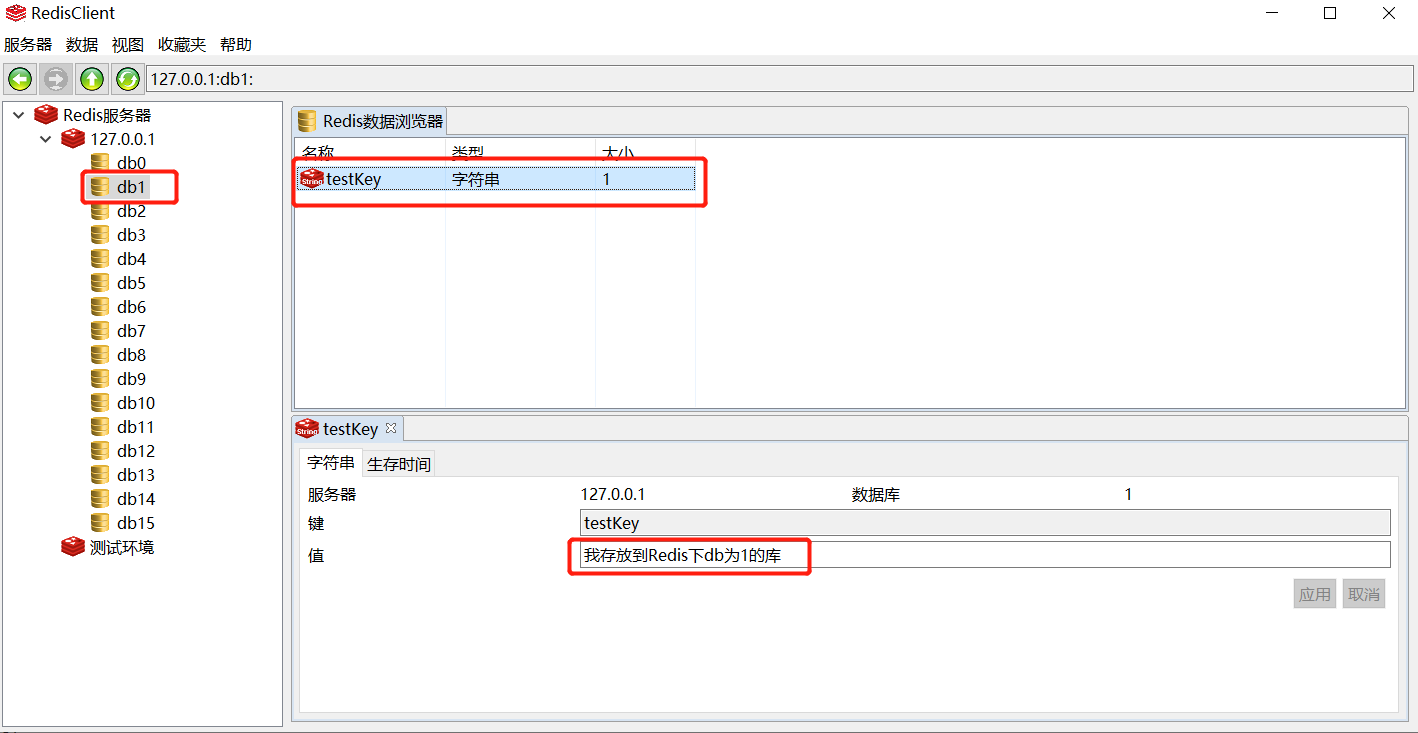 RedisClient
服务器 数据 视图 收藏夹 帮助
127.0.0.1:db1:
Redis服务器
127.0.0.1
db0
db1
db2
db3
db4
db5
db6
db7
db8
db9
db10
db11
db12
db13
db14
db15
测试环境
Redis数据浏览器
名称 类型 大小
String testKey 字符串 1
String testKey
字符串 生存时间
服务器 127.0.0.1 数据库 1
键 testKey
值 我存放到Redis下db为1的库
应用 取消